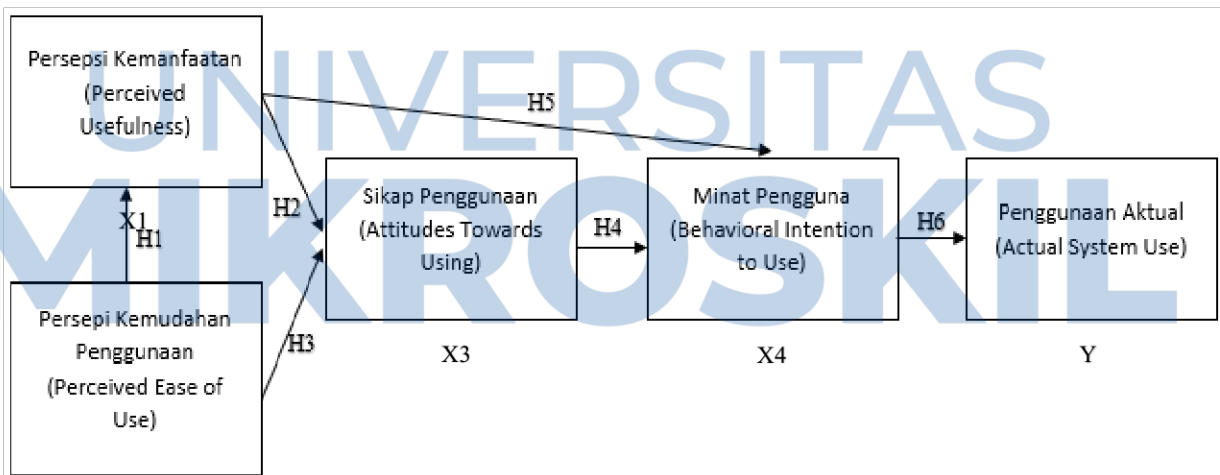 UNIVERSITAS
MIKROSKIL
Persepsi Kemanfaatan
(Perceived
Usefulness)
H5
H2
X1
H1
Sikap Penggunaan
(Attitudes Towards
Using)
H4
Minat Pengguna
(Behavioral Intention
to Use)
H6
Penggunaan Aktual
(Actual System Use)
Persepi Kemudahan
Penggunaan
(Perceived Ease of
Use)
H3
X3
X4
Y